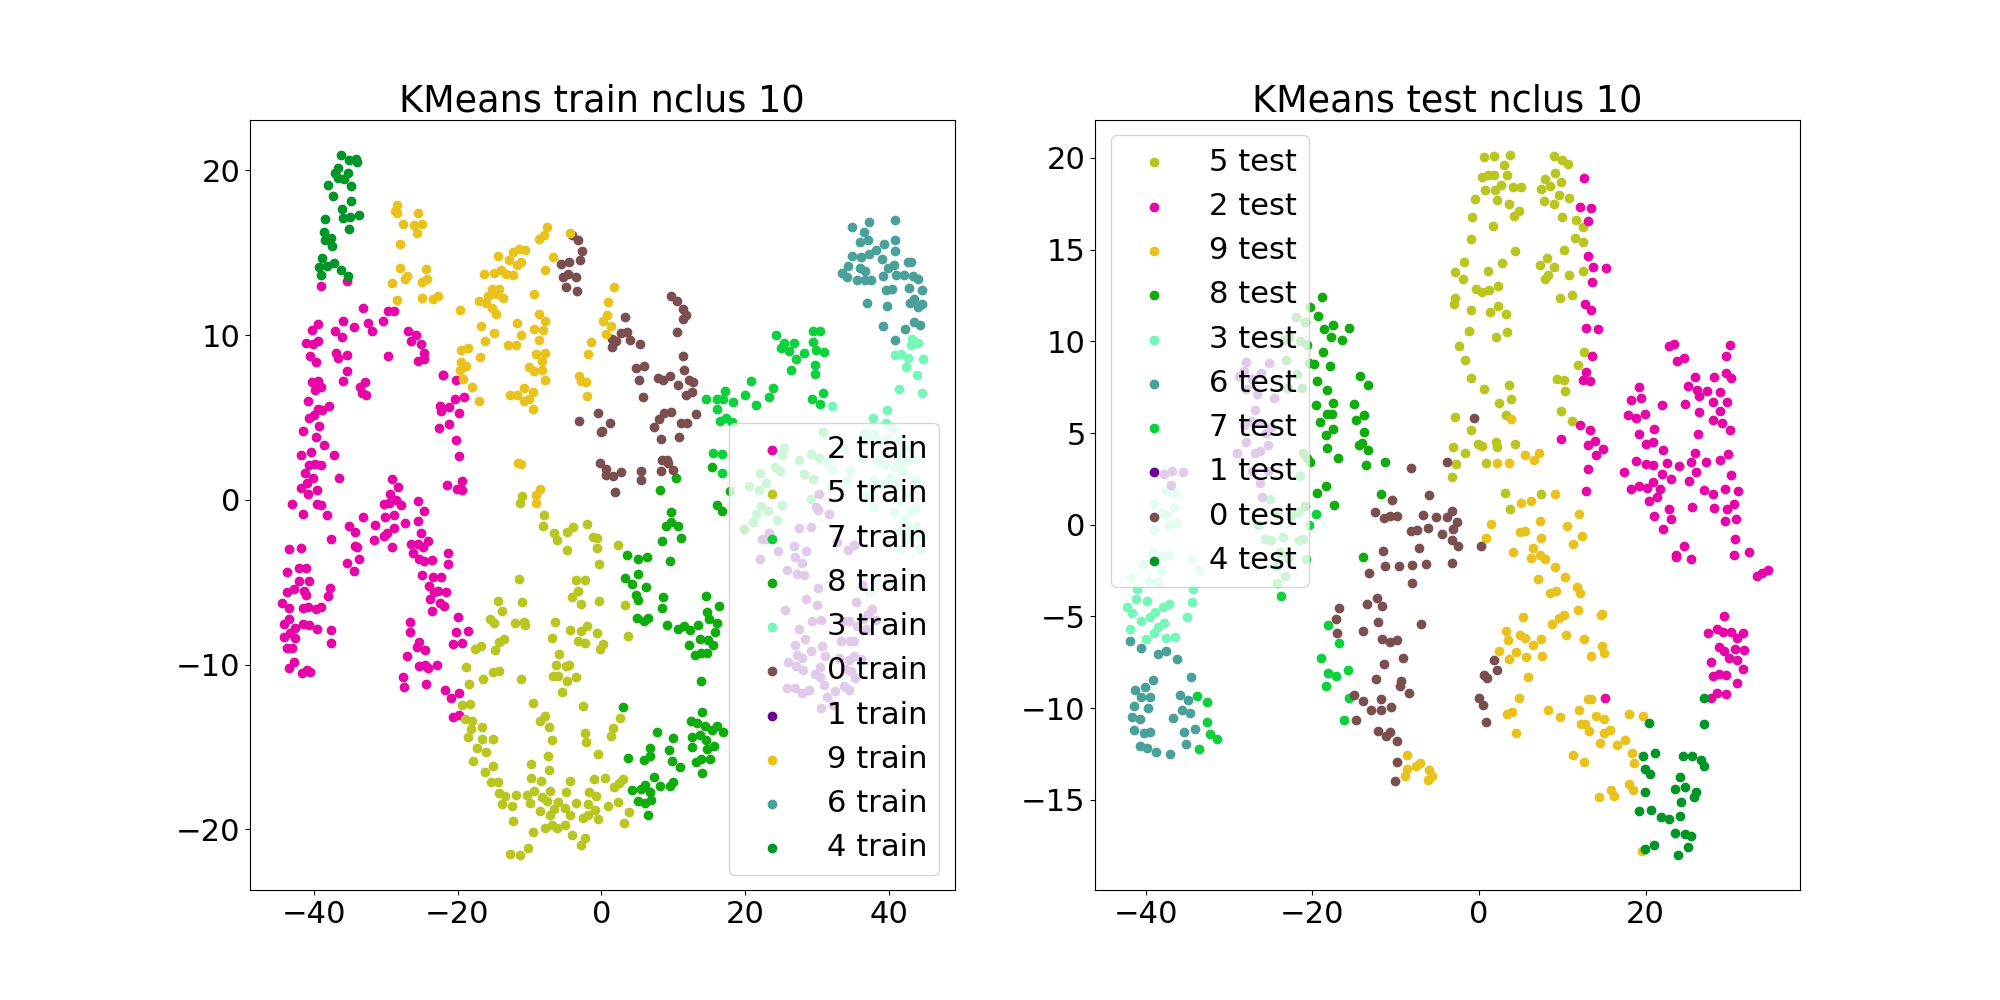 KMeans train nclus 10
20
10
0
−10
−20
−40
−20
0
20
40
2 train
5 train
7 train
8 train
3 train
0 train
1 train
9 train
6 train
4 train
KMeans test nclus 10
20
15
10
5
0
−5
−10
−15
−40
−20
0
20
5 test
2 test
9 test
8 test
3 test
6 test
7 test
1 test
0 test
4 test